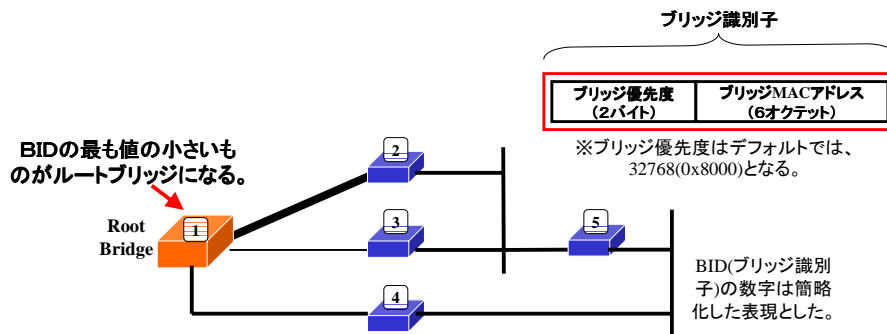 ブリッジ識別子
ブリッジ優先度
(2バイト)
ブリッジMACアドレス
(6オクテット)
※ブリッジ優先度はデフォルトでは、
32768(0x8000)となる。
BIDの最も値の小さいも
のがルートブリッジになる。
Root
Bridge
1
2
3
4
5
BID(ブリッジ識別
子)の数字は簡略
化した表現とした。